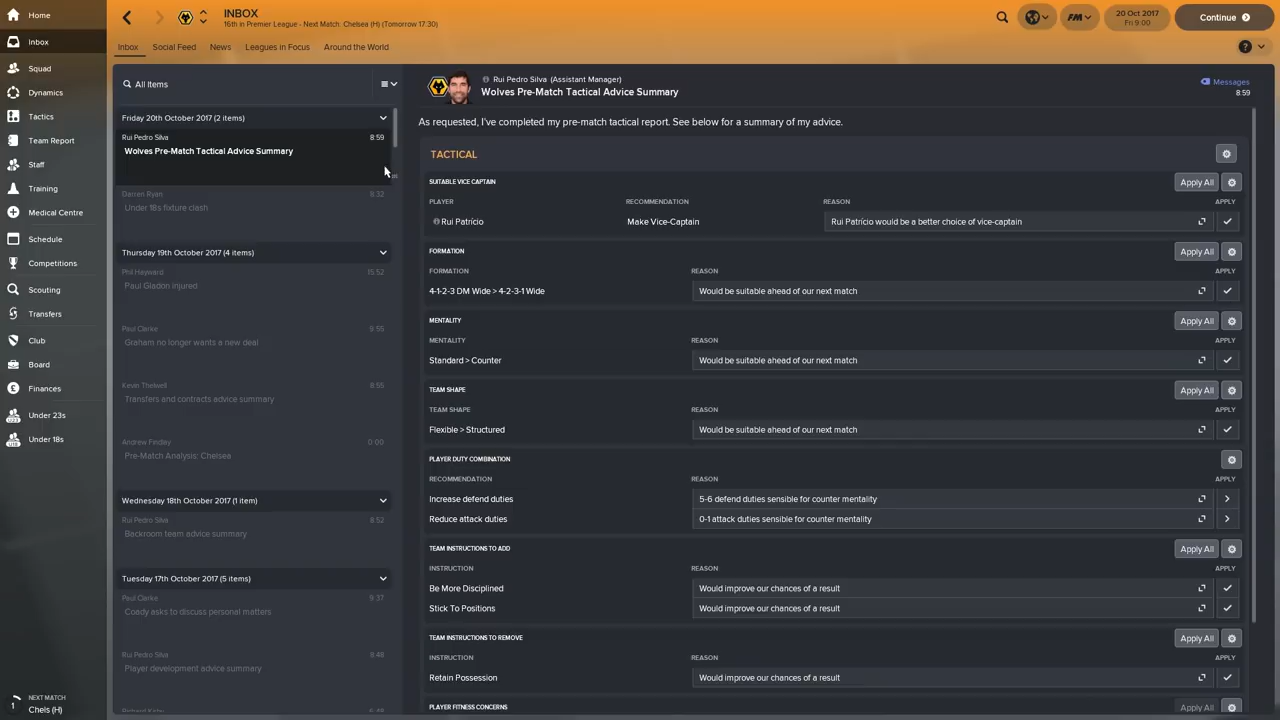 Home
Inbox
Squad
Dynamics
Tactics
Team Report
Staff
Training
Medical Centre
Schedule
Competitions
Scouting
Transfers
Club
Board
Finances
Under 23s
Under 18s
1
NEXT MATCH
Chels (H)
INBOX
16th in Premier League - Next Match: Chelsea (H) (Tomorrow 17:30)
FM
20 Oct 2017
Fri 9:00
Continue
Inbox
Social Feed
News
Leagues in Focus
Around the World
?
All Items
Friday 20th October 2017 (2 items)
Rui Pedro Silva 8:59
Wolves Pre-Match Tactical Advice Summary
Darren Ryan 8:32
Under 18s fixture clash
Thursday 19th October 2017 (4 items)
Phil Hayward 15:52
Paul Gladon injured
Paul Clarke 9:55
Graham no longer wants a new deal
Kevin Thelwell 8:55
Transfers and contracts advice summary
Andrew Findlay 0:00
Pre-Match Analysis: Chelsea
Wednesday 18th October 2017 (1 item)
Rui Pedro Silva 8:52
Backroom team advice summary
Tuesday 17th October 2017 (5 items)
Paul Clarke 9:37
Coady asks to discuss personal matters
Rui Pedro Silva 8:48
Player development advice summary
Rui Pedro Silva (Assistant Manager)
Wolves Pre-Match Tactical Advice Summary
Messages
8:59
As requested, I've completed my pre-match tactical report. See below for a summary of my advice.
TACTICAL
SUITABLE VICE CAPTAIN Apply All
PLAYER RECOMMENDATION REASON APPLY
Rui Patrício Make Vice-Captain Rui Patrício would be a better choice of vice-captain
FORMATION Apply All
FORMATION REASON APPLY
4-1-2-3 DM Wide > 4-2-3-1 Wide Would be suitable ahead of our next match
MENTALITY Apply All
MENTALITY REASON APPLY
Standard > Counter Would be suitable ahead of our next match
TEAM SHAPE Apply All
TEAM SHAPE REASON APPLY
Flexible > Structured Would be suitable ahead of our next match
PLAYER DUTY COMBINATION
RECOMMENDATION REASON
Increase defend duties 5-6 defend duties sensible for counter mentality
Reduce attack duties 0-1 attack duties sensible for counter mentality
TEAM INSTRUCTIONS TO ADD Apply All
INSTRUCTION REASON APPLY
Be More Disciplined Would improve our chances of a result
Stick To Positions Would improve our chances of a result
TEAM INSTRUCTIONS TO REMOVE Apply All
INSTRUCTION REASON APPLY
Retain Possession Would improve our chances of a result
PLAYER FITNESS CONCERNS Apply All